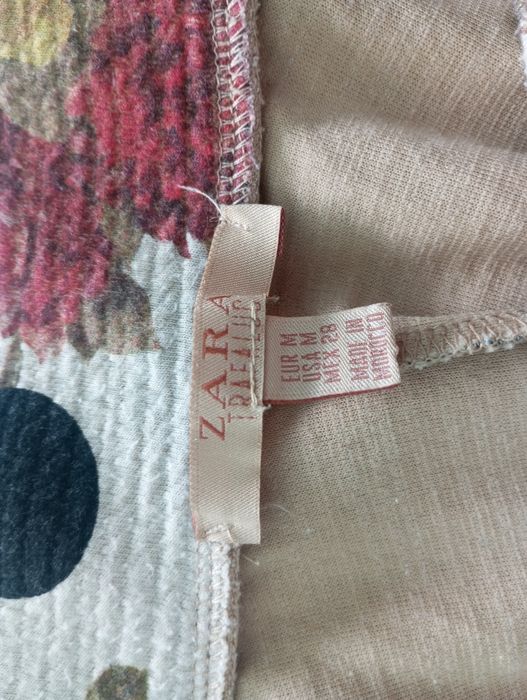 ZARA
TRAFALUC
EUR M
USA M
MEX 28
MADE IN
MOROCCO